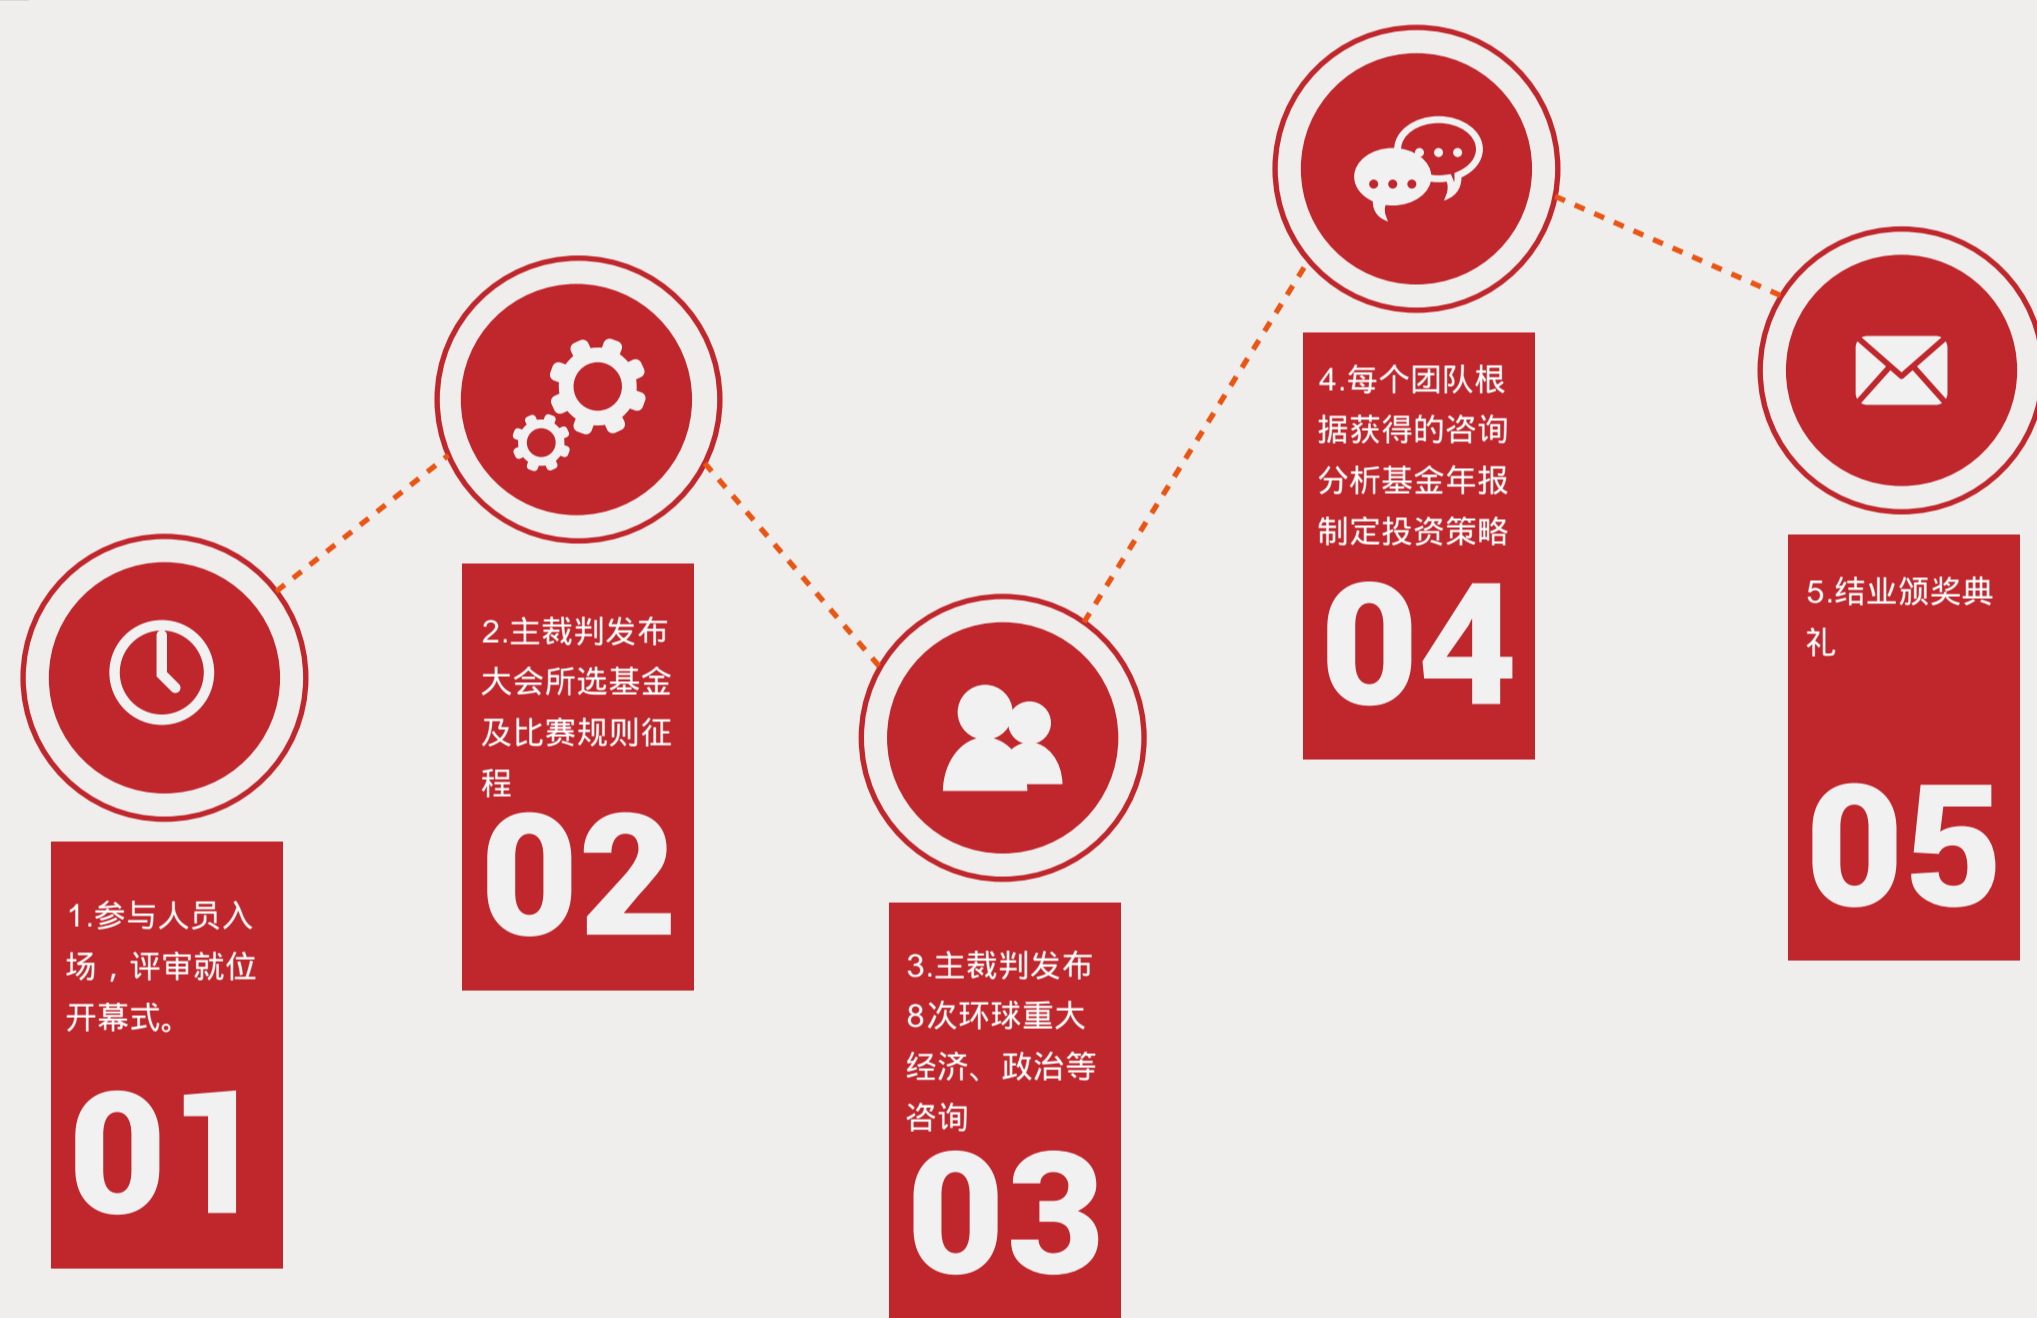 1.参与人员入
场，评审就位
开幕式。
01
2.主裁判发布
大会所选基金
及比赛规则征
程
02
3.主裁判发布
8次环球重大
经济、政治等
咨询
03
4.每个团队根
据获得的咨询
分析基金年报
制定投资策略
04
5.结业颁奖典
礼
05